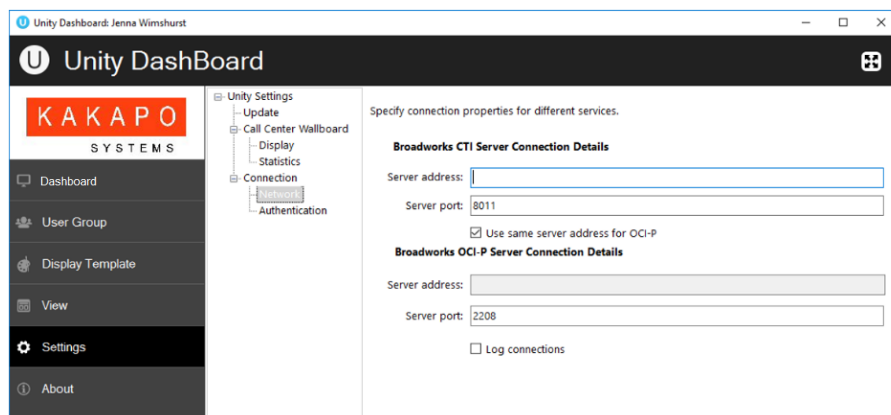 Unity Dashboard: Jenna Wimshurst
Unity DashBoard
KAKAPO
SYSTEMS
Dashboard
User Group
Display Template
View
Settings
About
Unity Settings
Update
Call Center Wallboard
Display
Statistics
Connection
Network
Authentication
Specify connection properties for different services.
Broadworks CTI Server Connection Details
Server address:
Server port: 8011
Use same server address for OCI-P
Broadworks OCI-P Server Connection Details
Server address:
Server port: 2208
Log connections